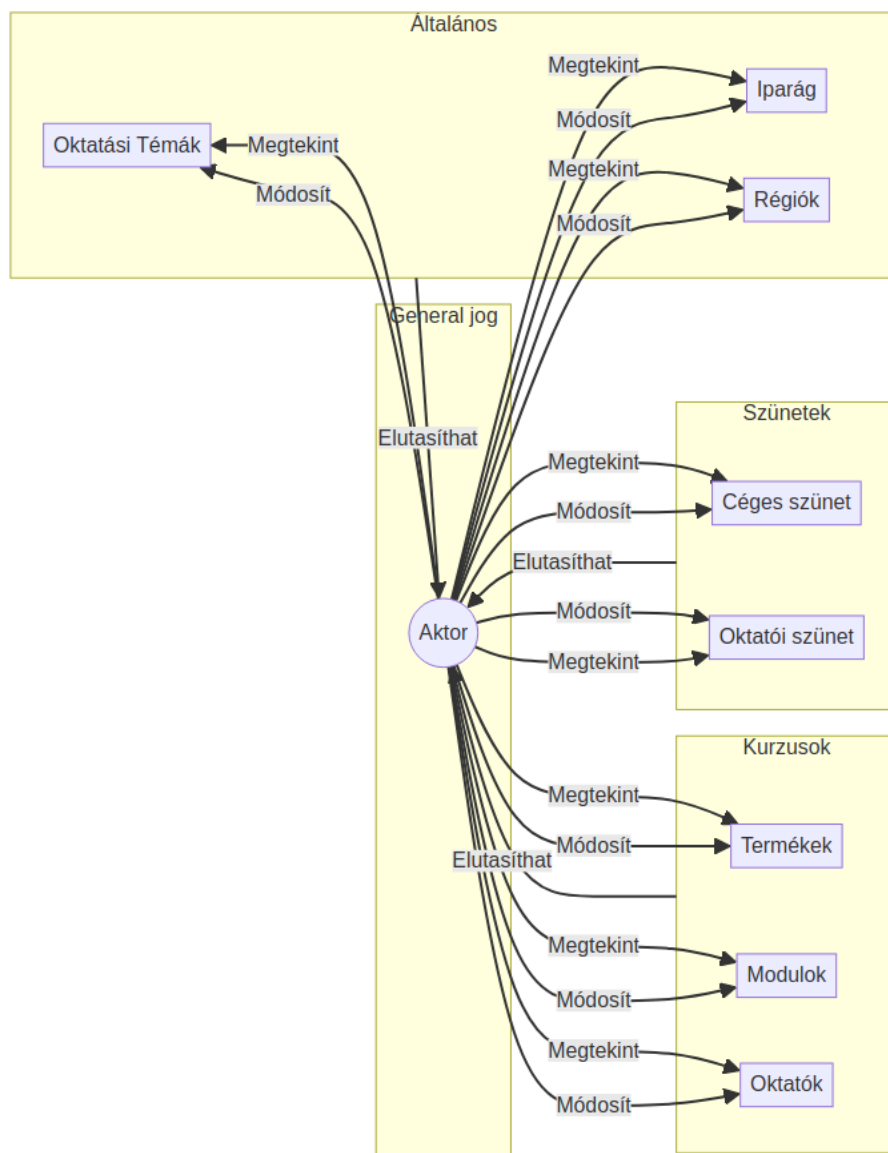 Általános
Megtekint
Iparág
Módosít
Oktatási Témák
Megtekint
Megtekint
Módosít
Régiók
Módosít
General jog
Szünetek
Elutasíthat
Megtekint
Céges szünet
Módosít
Elutasíthat
Aktor
Módosít
Oktatói szünet
Megtekint
Kurzusok
Megtekint
Termékek
Módosít
Elutasíthat
Megtekint
Modulok
Módosít
Megtekint
Oktatók
Módosít